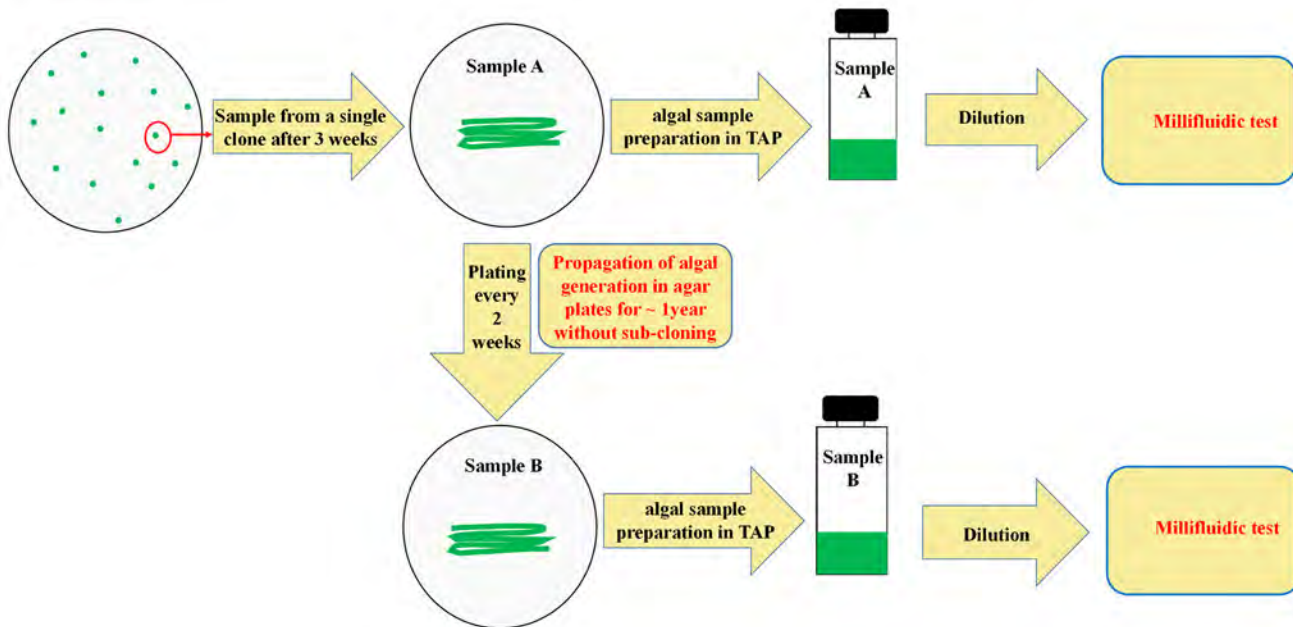 Sample A
Sample from a single
clone after 3 weeks
algal sample
preparation in TAP
Sample
A
Dilution
Millifluidic test
Plating
every
2
weeks
Propagation of algal
generation in agar
plates for ~ 1year
without sub-cloning
Sample B
algal sample
preparation in TAP
Sample
B
Dilution
Millifluidic test